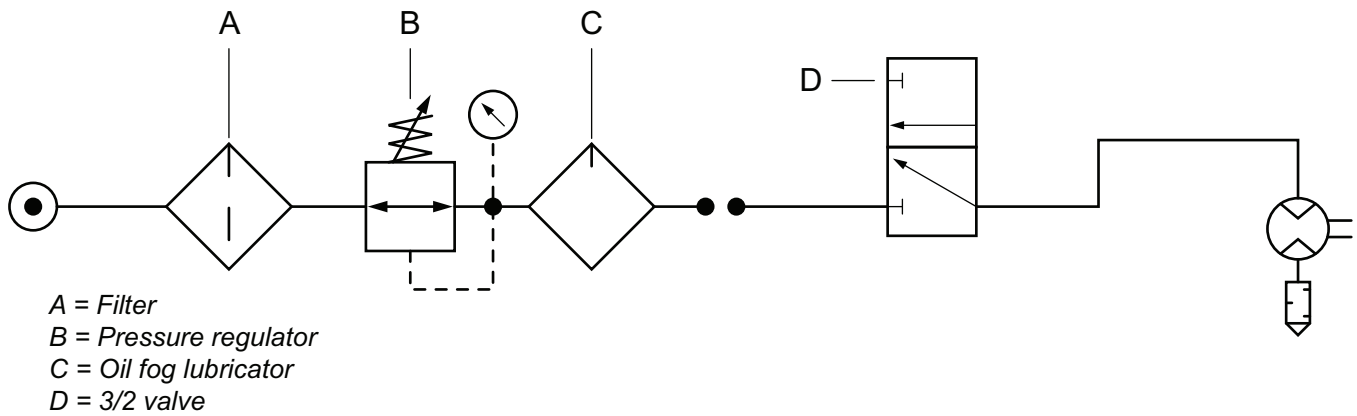 A
B
C
D
A = Filter
B = Pressure regulator
C = Oil fog lubricator
D = 3/2 valve